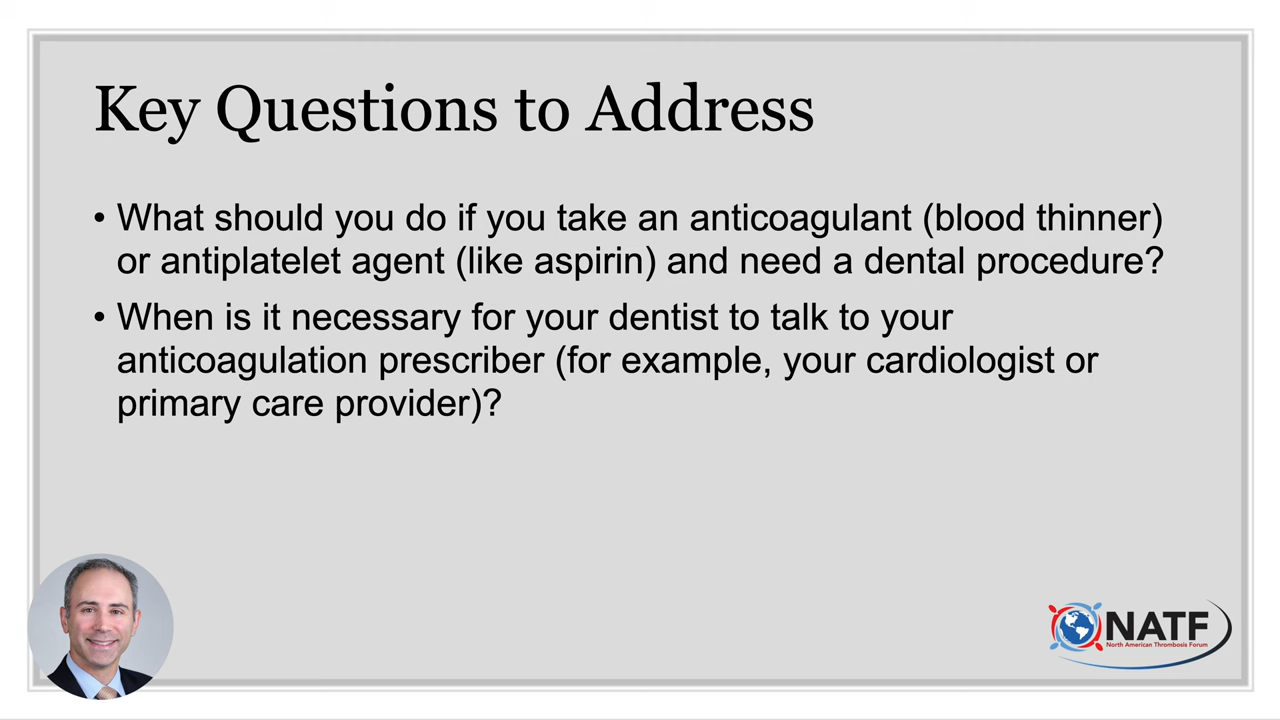 Key Questions to Address
• What should you do if you take an anticoagulant (blood thinner)
or antiplatelet agent (like aspirin) and need a dental procedure?
• When is it necessary for your dentist to talk to your
anticoagulation prescriber (for example, your cardiologist or
primary care provider)?
NATF
North American Thrombosis Forum